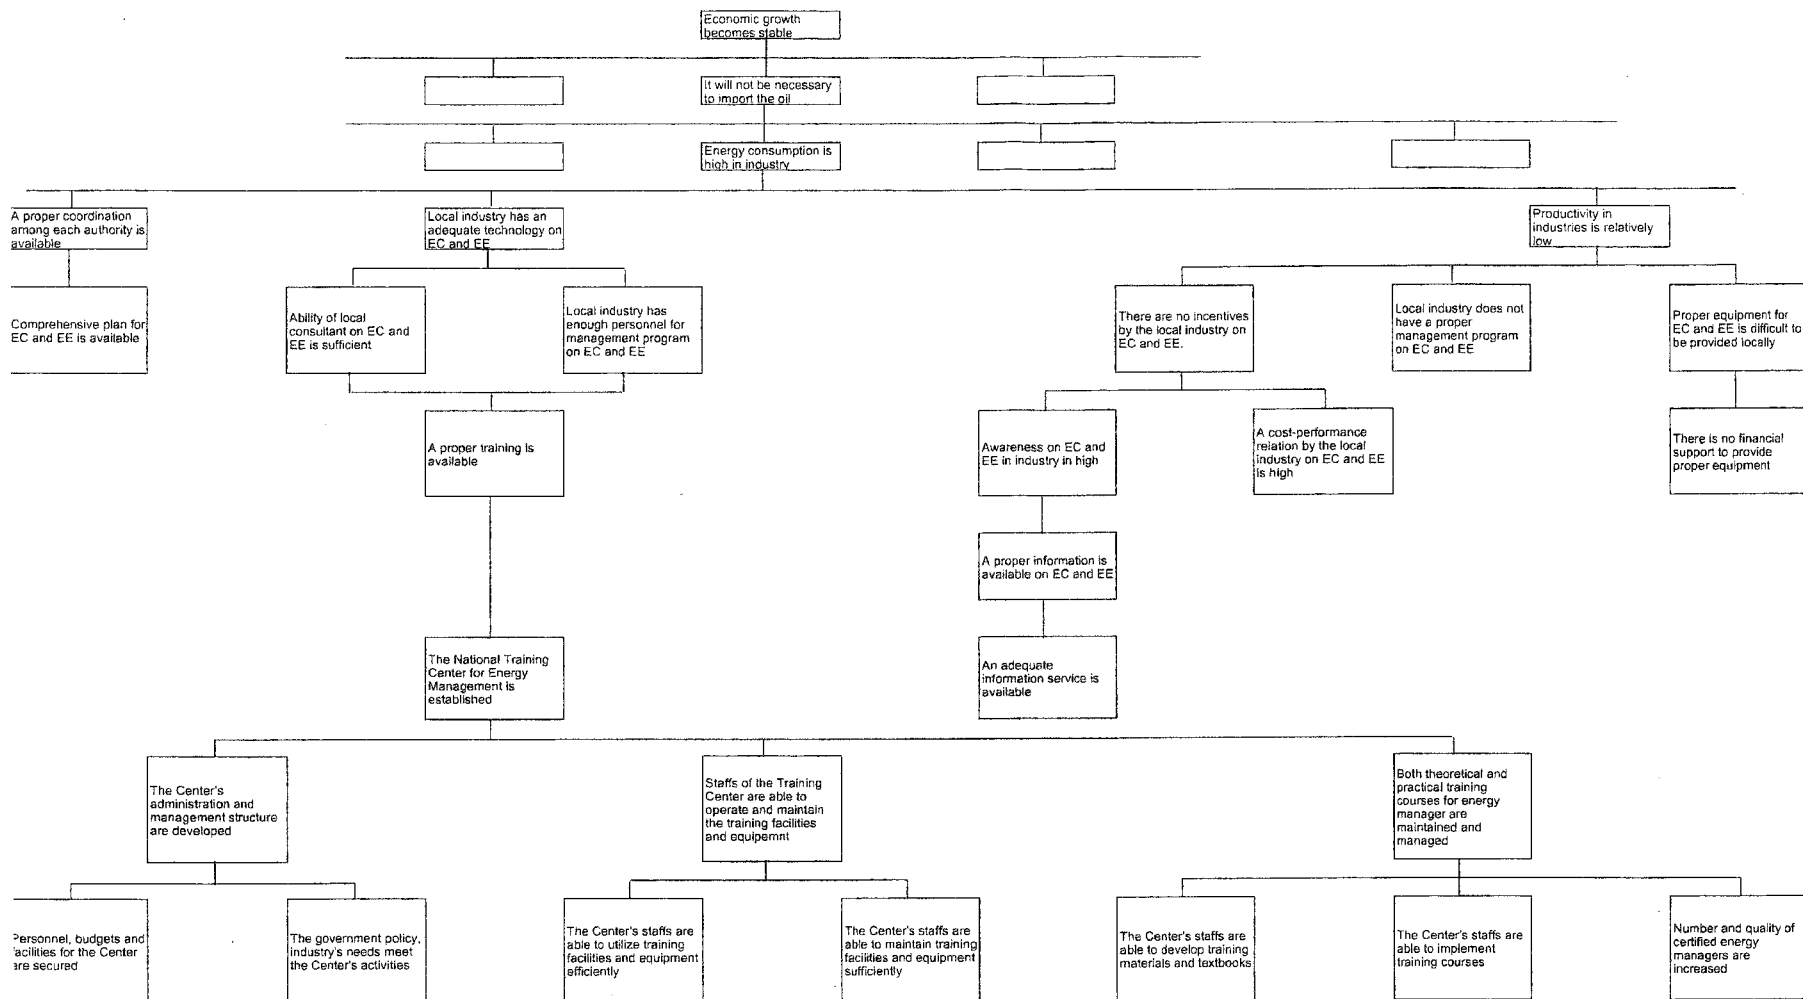 Economic growth
becomes stable
It will not be necessary
to import the oil
Energy consumption is
high in industry
A proper coordination
among each authority is
available
Local industry has an
adequate technology on
EC and EE
Productivity in
industries is relatively
low
Comprehensive plan for
EC and EE is available
Ability of local
consultant on EC and
EE is sufficient
Local industry has
enough personnel for
management program
on EC and EE
There are no incentives
by the local industry on
EC and EE.
Local industry does not
have a proper
management program
on EC and EE
Proper equipment for
EC and EE is difficult to
be provided locally
A proper training is
available
Awareness on EC and
EE in industry in high
A cost-performance
relation by the local
industry on EC and EE
is high
There is no financial
support to provide
proper equipment
A proper information is
available on EC and EE
The National Training
Center for Energy
Management is
established
An adequate
information service is
available
The Center's
administration and
management structure
are developed
Staffs of the Training
Center are able to
operate and maintain
the training facilities
and equipemnt
Both theoretical and
practical training
courses for energy
manager are
maintained and
managed
Personnel, budgets and
facilities for the Center
are secured
The government policy,
industry's needs meet
the Center's activities
The Center's staffs are
able to utilize training
facilities and equipment
efficiently
The Center's staffs are
able to maintain training
facilities and equipment
sufficiently
The Center's staffs are
able to develop training
materials and textbooks
The Center's staffs are
able to implement
training courses
Number and quality of
certified energy
managers are
increased